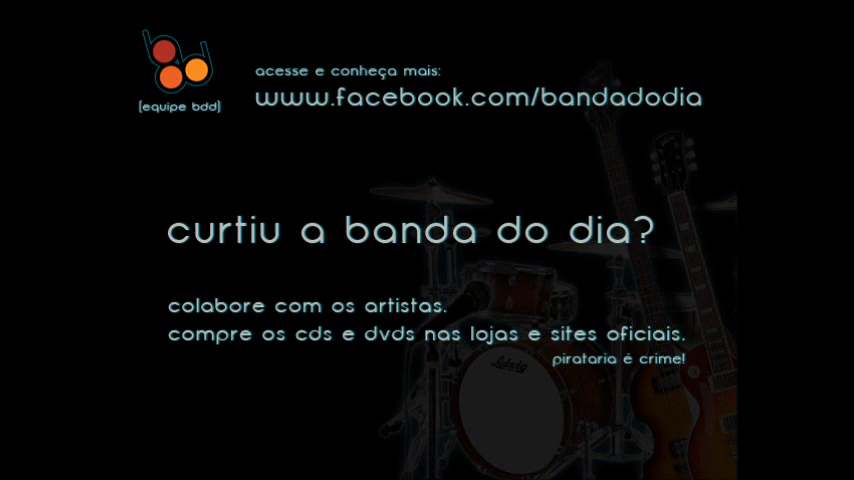 acesse e conheça mais:
www.facebook.com/bandadodia
[equipe bdd]
curtiu a banda do dia?
colabore com os artistas.
compre os cds e dvds nas lojas e sites oficiais.
pirataria é crime!
Ludwig